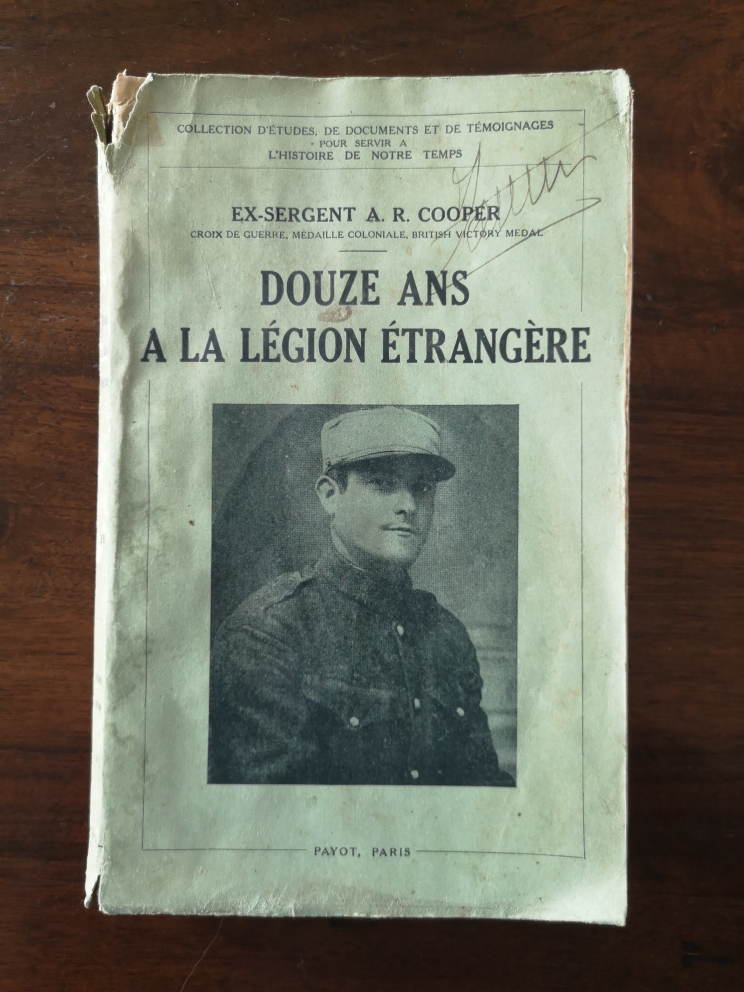 COLLECTION D'ÉTUDES, DE DOCUMENTS ET DE TÉMOIGNAGES
POUR SERVIR A
L'HISTOIRE DE NOTRE TEMPS
EX-SERGENT A. R. COOPER
CROIX DE GUERRE, MÉDAILLE COLONIALE, BRITISH VICTORY MEDAL
DOUZE ANS
A LA LÉGION ÉTRANGÈRE
PAYOT, PARIS